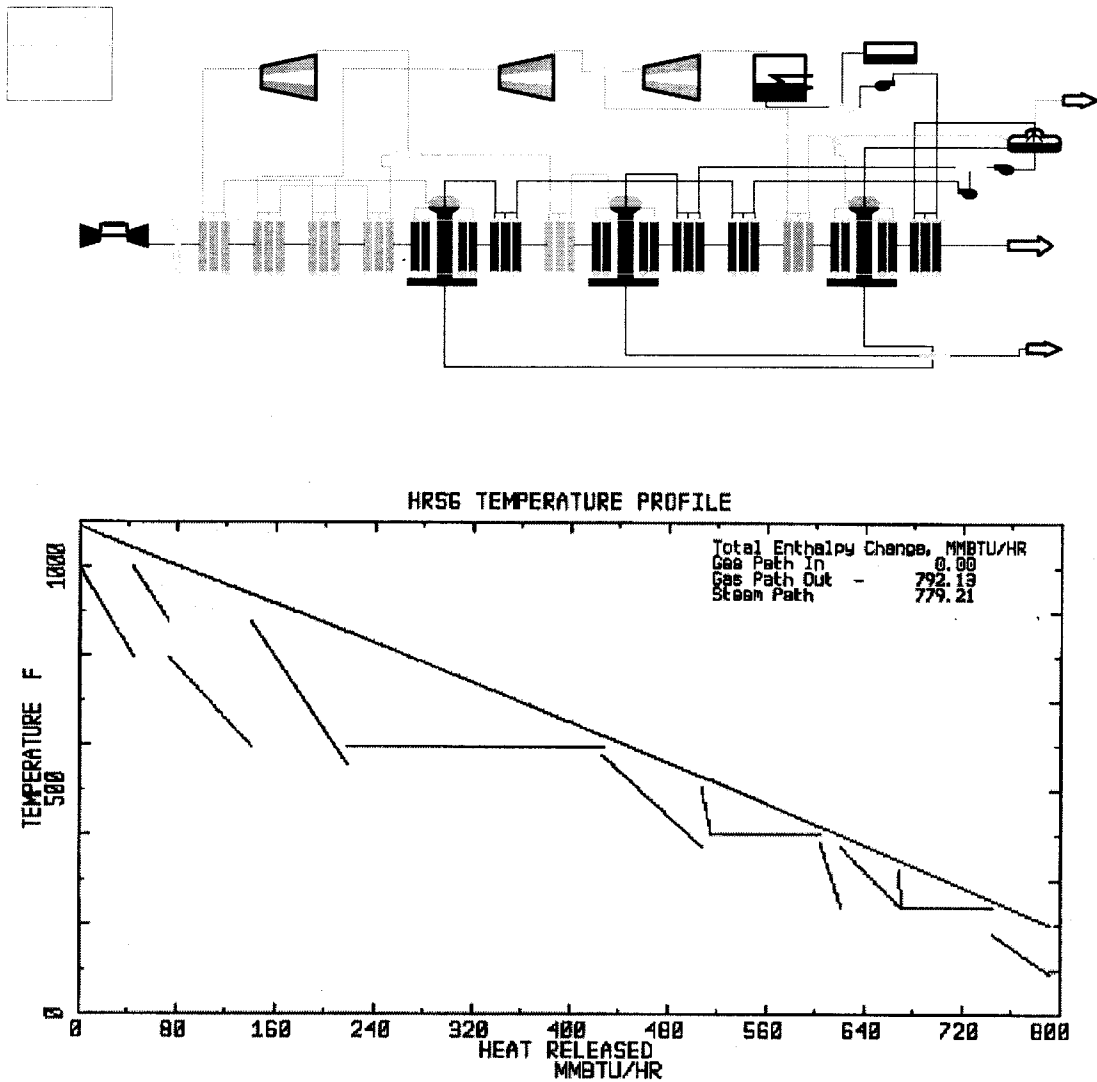 HRSG TEMPERATURE PROFILE
Total Enthalpy Change, MMBTU/HR
Gas Path In 0.00
Gas Path Out - 792.13
Steam Path 779.21
TEMPERATURE F
1000
500
0
0 80 160 240 320 400 480 560 640 720 800
HEAT RELEASED
MMBTU/HR